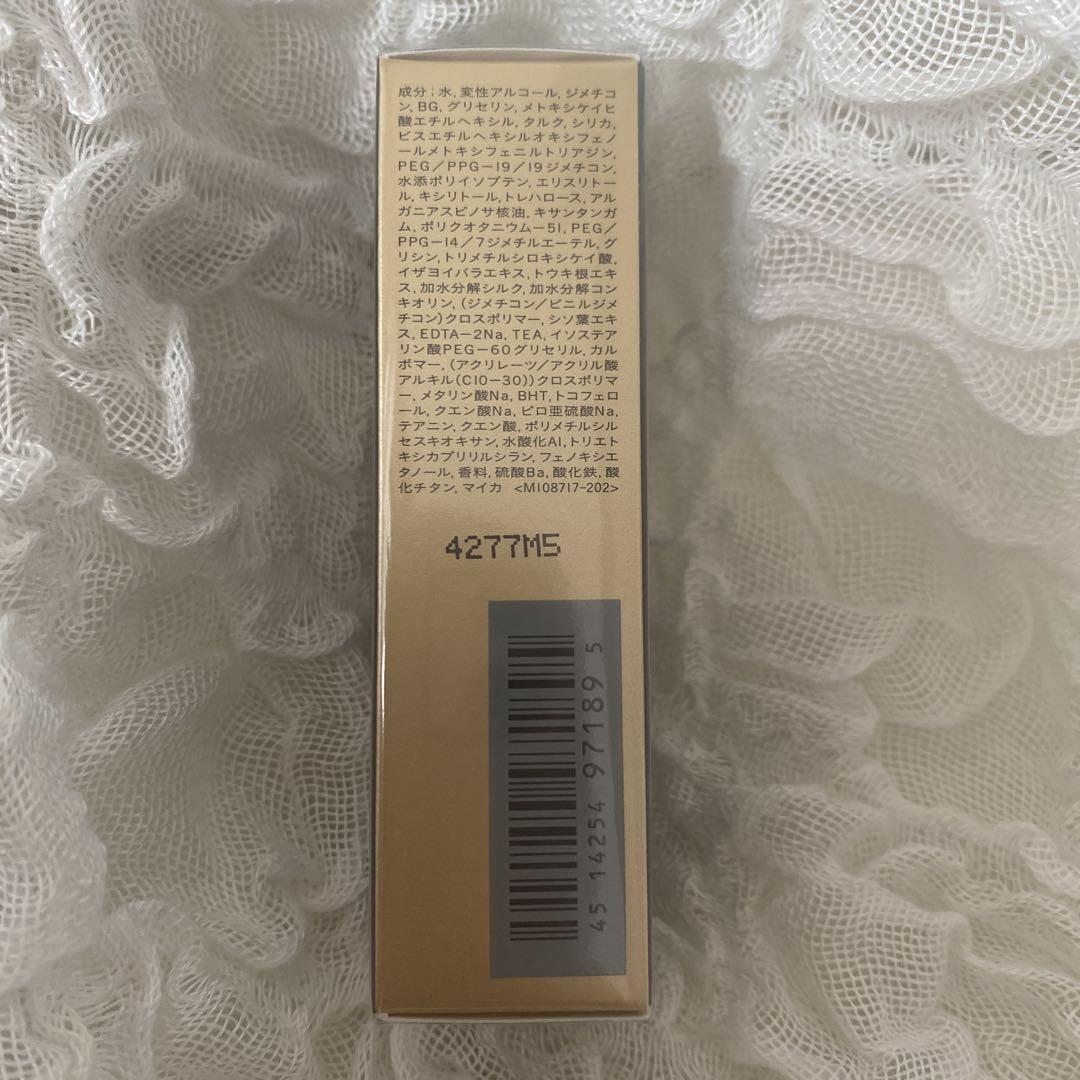 成分；水, 変性アルコール, ジメチコ
ン, BG, グリセリン, メトキシケイヒ
酸エチルヘキシル, タルク, シリカ,
ビスエチルヘキシルオキシフェノ
ールメトキシフェニルトリアジン,
PEG／PPG－19／19ジメチコン,
水添ポリイソブテン, エリスリトー
ル, キシリトール, トレハロース, アル
ガニアスピノサ核油, キサンタンガ
ム, ポリクオタニウム－51, PEG／
PPG－14／7ジメチルエーテル, グ
リシン, トリメチルシロキシケイ酸,
イザヨイバラエキス, トウキ根エキ
ス, 加水分解シルク, 加水分解コン
キオリン, (ジメチコン／ビニルジメ
チコン)クロスポリマー, シソ葉エキ
ス, EDTA－2Na, TEA, イソステア
リン酸PEG－60グリセリル, カル
ボマー, (アクリレーツ／アクリル酸
アルキル(C10－30))クロスポリマ
ー, メタリン酸Na, BHT, トコフェロ
ール, クエン酸Na, ピロ亜硫酸Na,
テアニン, クエン酸, ポリメチルシル
セスキオキサン, 水酸化Al, トリエト
キシカプリリルシラン, フェノキシエ
タノール, 香料, 硫酸Ba, 酸化鉄, 酸
化チタン, マイカ <M108717-202>
4277M5
45 14254 97189 5